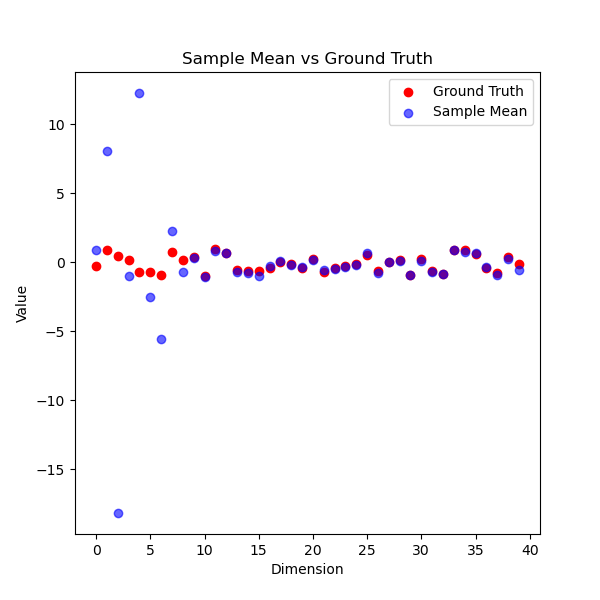 Sample Mean vs Ground Truth
Ground Truth
Sample Mean
Value
10
5
0
−5
−10
−15
0 5 10 15 20 25 30 35 40
Dimension